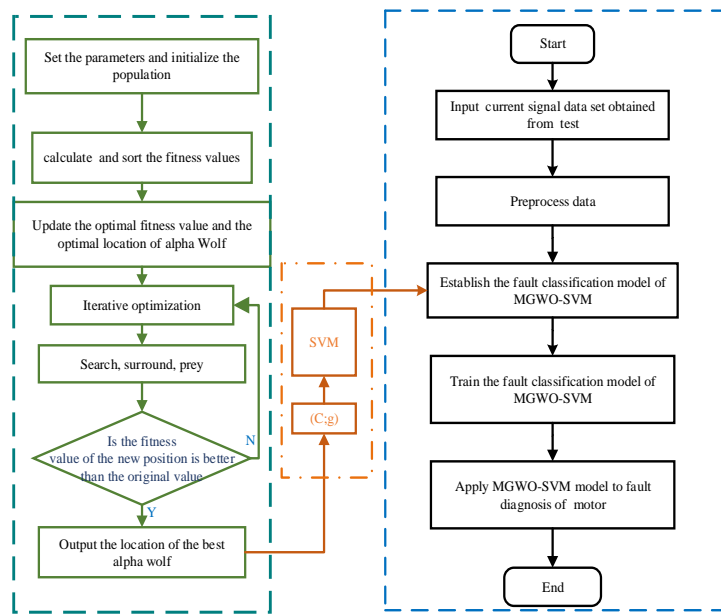 Set the parameters and initialize the
population
calculate and sort the fitness values
Update the optimal fitness value and the
optimal location of alpha Wolf
Iterative optimization
Search, surround, prey
Is the fitness
value of the new position is better
than the original value
N
Y
Output the location of the best
alpha wolf
SVM
(C;g)
Start
Input current signal data set obtained
from test
Preprocess data
Establish the fault classification model of
MGWO-SVM
Train the fault classification model of
MGWO-SVM
Apply MGWO-SVM model to fault
diagnosis of motor
End